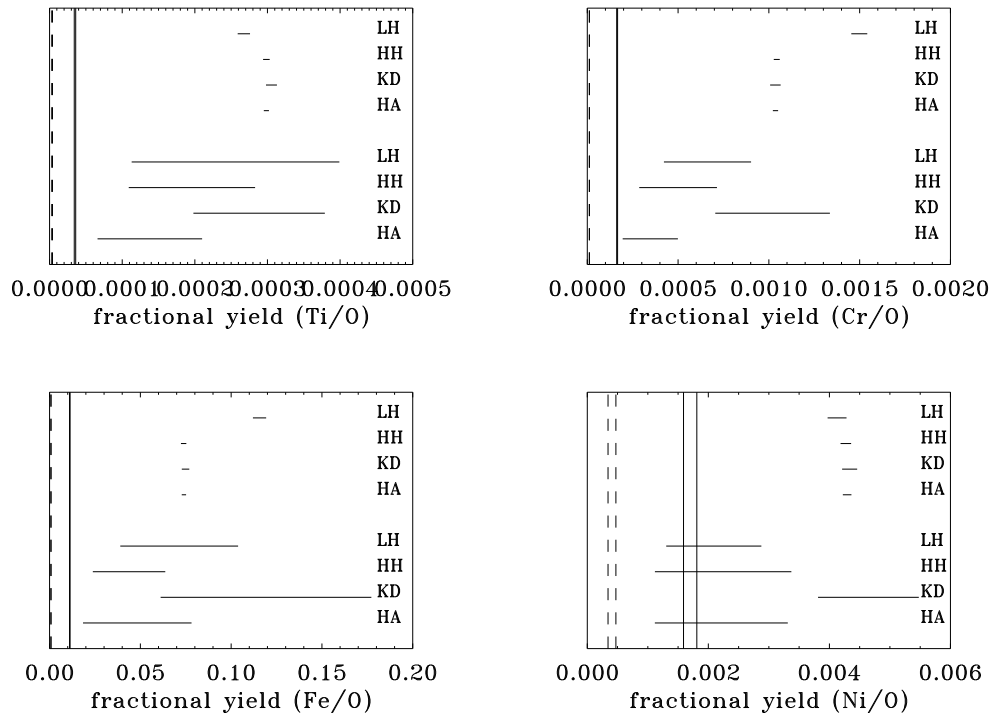 LH LH
HH HH
KD KD
HA HA
LH LH
HH HH
KD KD
HA HA
0.0000 0.0001 0.0002 0.0003 0.0004 0.0005 0.0000 0.0005 0.0010 0.0015 0.0020
fractional yield (Ti/O) fractional yield (Cr/O)
LH LH
HH HH
KD KD
HA HA
LH LH
HH HH
KD KD
HA HA
0.00 0.05 0.10 0.15 0.20 0.000 0.002 0.004 0.006
fractional yield (Fe/O) fractional yield (Ni/O)